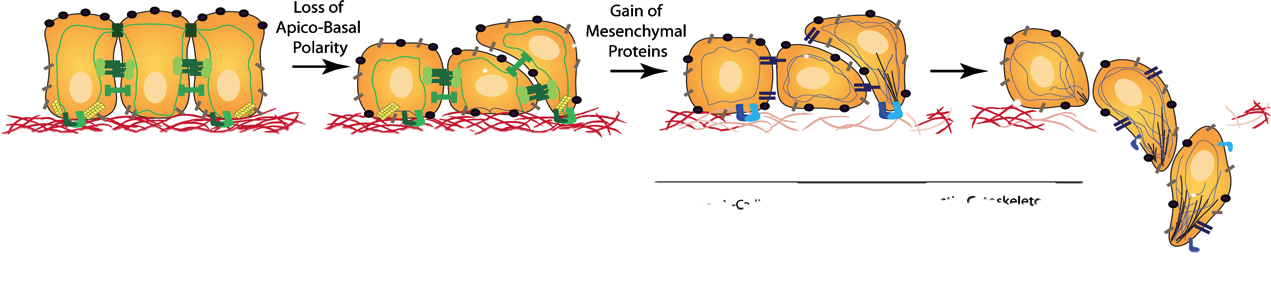 Loss of
Apico-Basal
Polarity
Gain of
Mesenchymal
Proteins